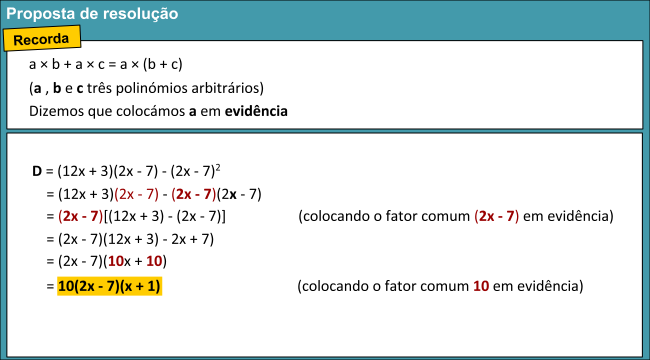 Proposta de resolução
Recorda
a × b + a × c = a × (b + c)
(a , b e c três polinómios arbitrários)
Dizemos que colocámos a em evidência
D = (12x + 3)(2x - 7) - (2x - 7)²
= (12x + 3)(2x - 7) - (2x - 7)(2x - 7)
= (2x - 7)[(12x + 3) - (2x - 7)] (colocando o fator comum (2x - 7) em evidência)
= (2x - 7)(12x + 3) - 2x + 7)
= (2x - 7)(10x + 10)
= 10(2x - 7)(x + 1) (colocando o fator comum 10 em evidência)